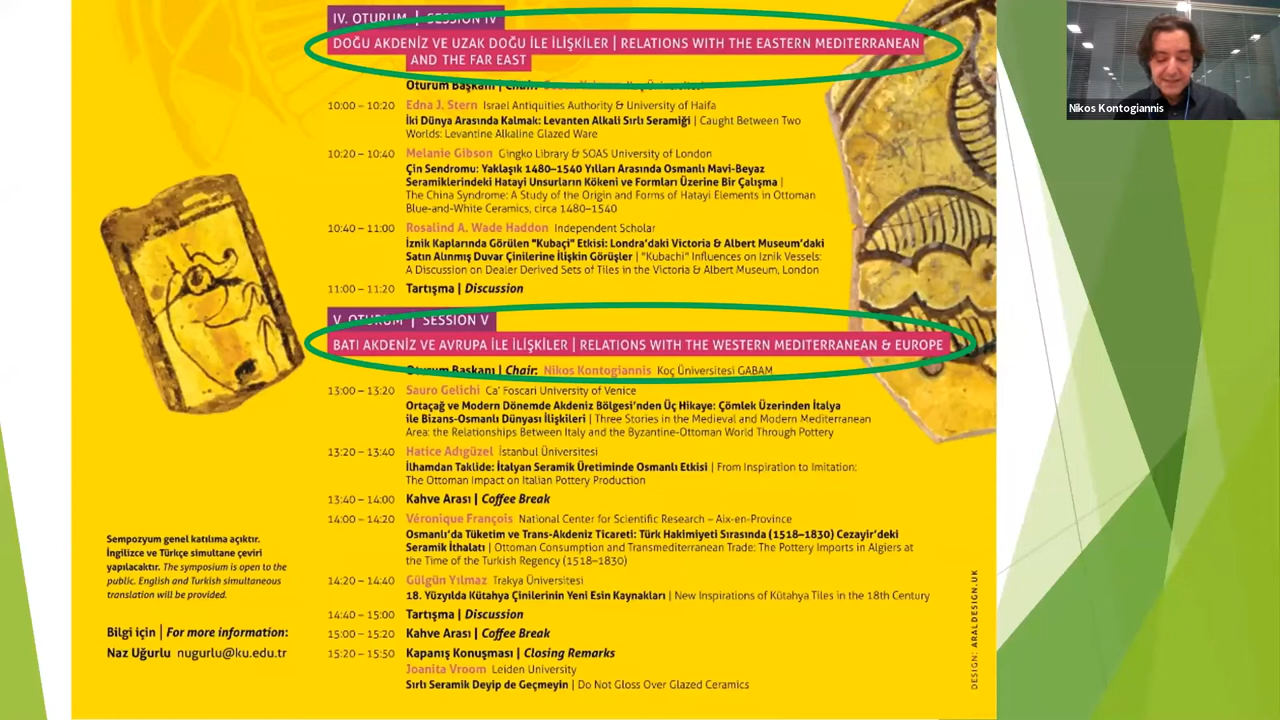 IV. OTURUM | SESSION IV
DOĞU AKDENİZ VE UZAK DOĞU İLE İLİŞKİLER | RELATIONS WITH THE EASTERN MEDITERRANEAN
AND THE FAR EAST
Oturum Başkanı | Chair:
10:00 – 10:20 Edna J. Stern Israel Antiquities Authority & University of Haifa
İki Dünya Arasında Kalmak: Levanten Alkali Sırlı Seramiği | Caught Between Two
Worlds: Levantine Alkaline Glazed Ware
10:20 – 10:40 Melanie Gibson Gingko Library & SOAS University of London
Çin Sendromu: Yaklaşık 1480–1540 Yılları Arasında Osmanlı Mavi-Beyaz
Seramiklerindeki Hatayi Unsurların Kökeni ve Formları Üzerine Bir Çalışma |
The China Syndrome: A Study of the Origin and Forms of Hatayi Elements in Ottoman
Blue-and-White Ceramics, circa 1480–1540
10:40 – 11:00 Rosalind A. Wade Haddon Independent Scholar
İznik Kaplarında Görülen "Kubaçi" Etkisi: Londra'daki Victoria & Albert Museum'daki
Satın Alınmış Duvar Çinilerine İlişkin Görüşler | "Kubachi" Influences on Iznik Vessels:
A Discussion on Dealer Derived Sets of Tiles in the Victoria & Albert Museum, London
11:00 – 11:20 Tartışma | Discussion
V. OTURUM | SESSION V
BATI AKDENİZ VE AVRUPA İLE İLİŞKİLER | RELATIONS WITH THE WESTERN MEDITERRANEAN & EUROPE
Oturum Başkanı | Chair: Nikos Kontogiannis Koç Üniversitesi GABAM
13:00 – 13:20 Sauro Gelichi Ca' Foscari University of Venice
Ortaçağ ve Modern Dönemde Akdeniz Bölgesi'nden Üç Hikaye: Çömlek Üzerinden İtalya
ile Bizans-Osmanlı Dünyası İlişkileri | Three Stories in the Medieval and Modern Mediterranean
Area: the Relationships Between Italy and the Byzantine-Ottoman World Through Pottery
13:20 – 13:40 Hatice Adıgüzel İstanbul Üniversitesi
İlhamdan Taklide: İtalyan Seramik Üretiminde Osmanlı Etkisi | From Inspiration to Imitation:
The Ottoman Impact on Italian Pottery Production
13:40 – 14:00 Kahve Arası | Coffee Break
14:00 – 14:20 Véronique François National Center for Scientific Research – Aix-en-Province
Osmanlı'da Tüketim ve Trans-Akdeniz Ticareti: Türk Hakimiyeti Sırasında (1518–1830) Cezayir'deki
Seramik İthalatı | Ottoman Consumption and Transmediterranean Trade: The Pottery Imports in Algiers at
the Time of the Turkish Regency (1518–1830)
14:20 – 14:40 Gülgün Yılmaz Trakya Üniversitesi
18. Yüzyılda Kütahya Çinilerinin Yeni Esin Kaynakları | New Inspirations of Kütahya Tiles in the 18th Century
14:40 – 15:00 Tartışma | Discussion
15:00 – 15:20 Kahve Arası | Coffee Break
15:20 – 15:50 Kapanış Konuşması | Closing Remarks
Joanita Vroom Leiden University
Sırlı Seramik Deyip de Geçmeyin | Do Not Gloss Over Glazed Ceramics
Sempozyum genel katılıma açıktır.
İngilizce ve Türkçe simultane çeviri
yapılacaktır. The symposium is open to the
public. English and Turkish simultaneous
translation will be provided.
Bilgi için | For more information:
Naz Uğurlu nugurlu@ku.edu.tr
DESIGN: ARALDESIGN.UK
Nikos Kontogiannis